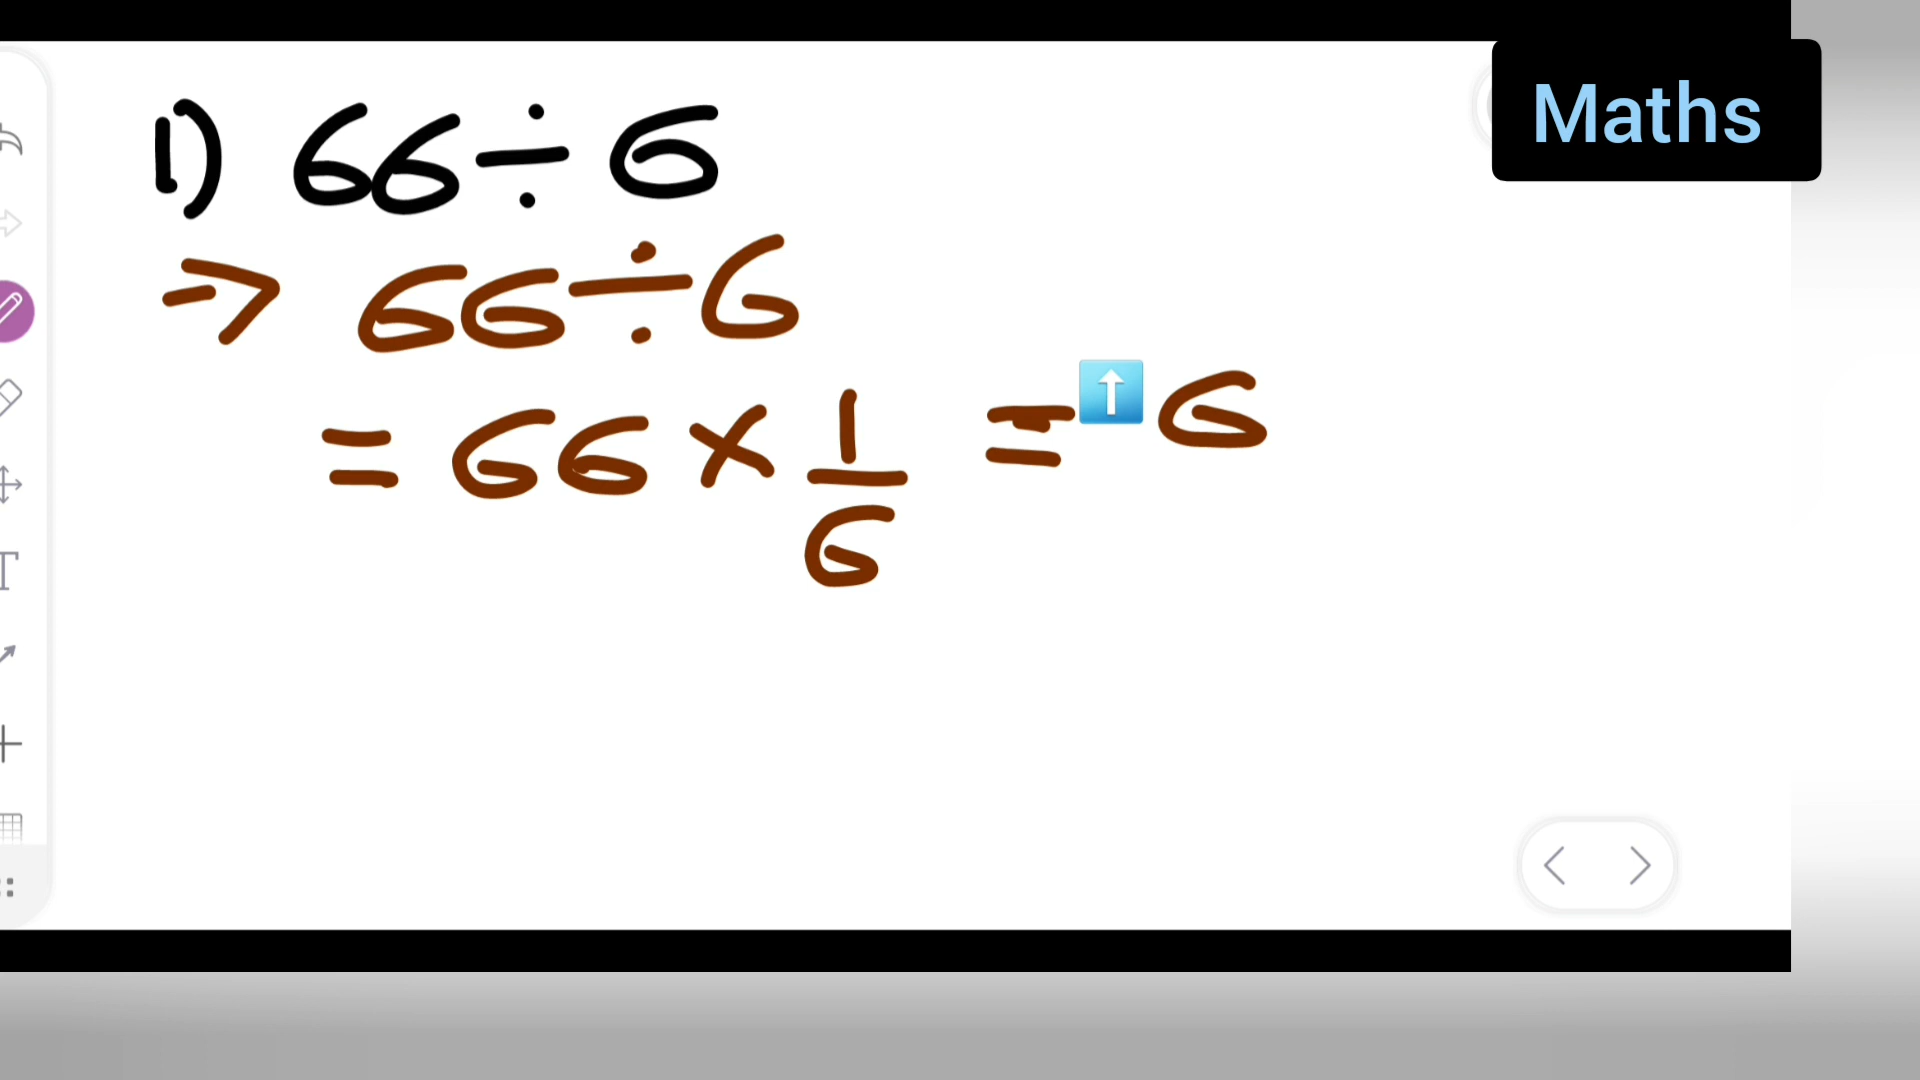 Maths
1) 66 ÷ 6
→ 66 ÷ 6
= 66 × 1/6 = 6